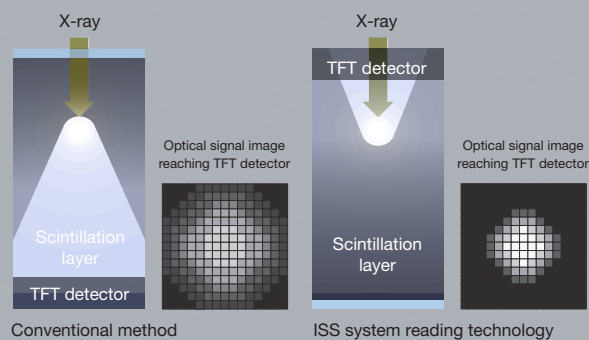 X-ray
Optical signal image
reaching TFT detector
Scintillation
layer
TFT detector
Conventional method
X-ray
TFT detector
Optical signal image
reaching TFT detector
Scintillation
layer
ISS system reading technology